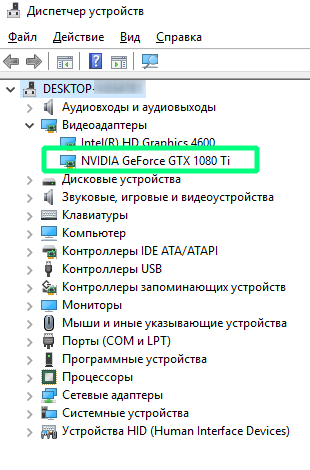 Диспетчер устройств
Файл Действие Вид Справка
DESKTOP-
Аудиовходы и аудиовыходы
Видеоадаптеры
Intel(R) HD Graphics 4600
NVIDIA GeForce GTX 1080 Ti
Дисковые устройства
Звуковые, игровые и видеоустройства
Клавиатуры
Компьютер
Контроллеры IDE ATA/ATAPI
Контроллеры USB
Контроллеры запоминающих устройств
Мониторы
Мыши и иные указывающие устройства
Порты (COM и LPT)
Программные устройства
Процессоры
Сетевые адаптеры
Системные устройства
Устройства HID (Human Interface Devices)